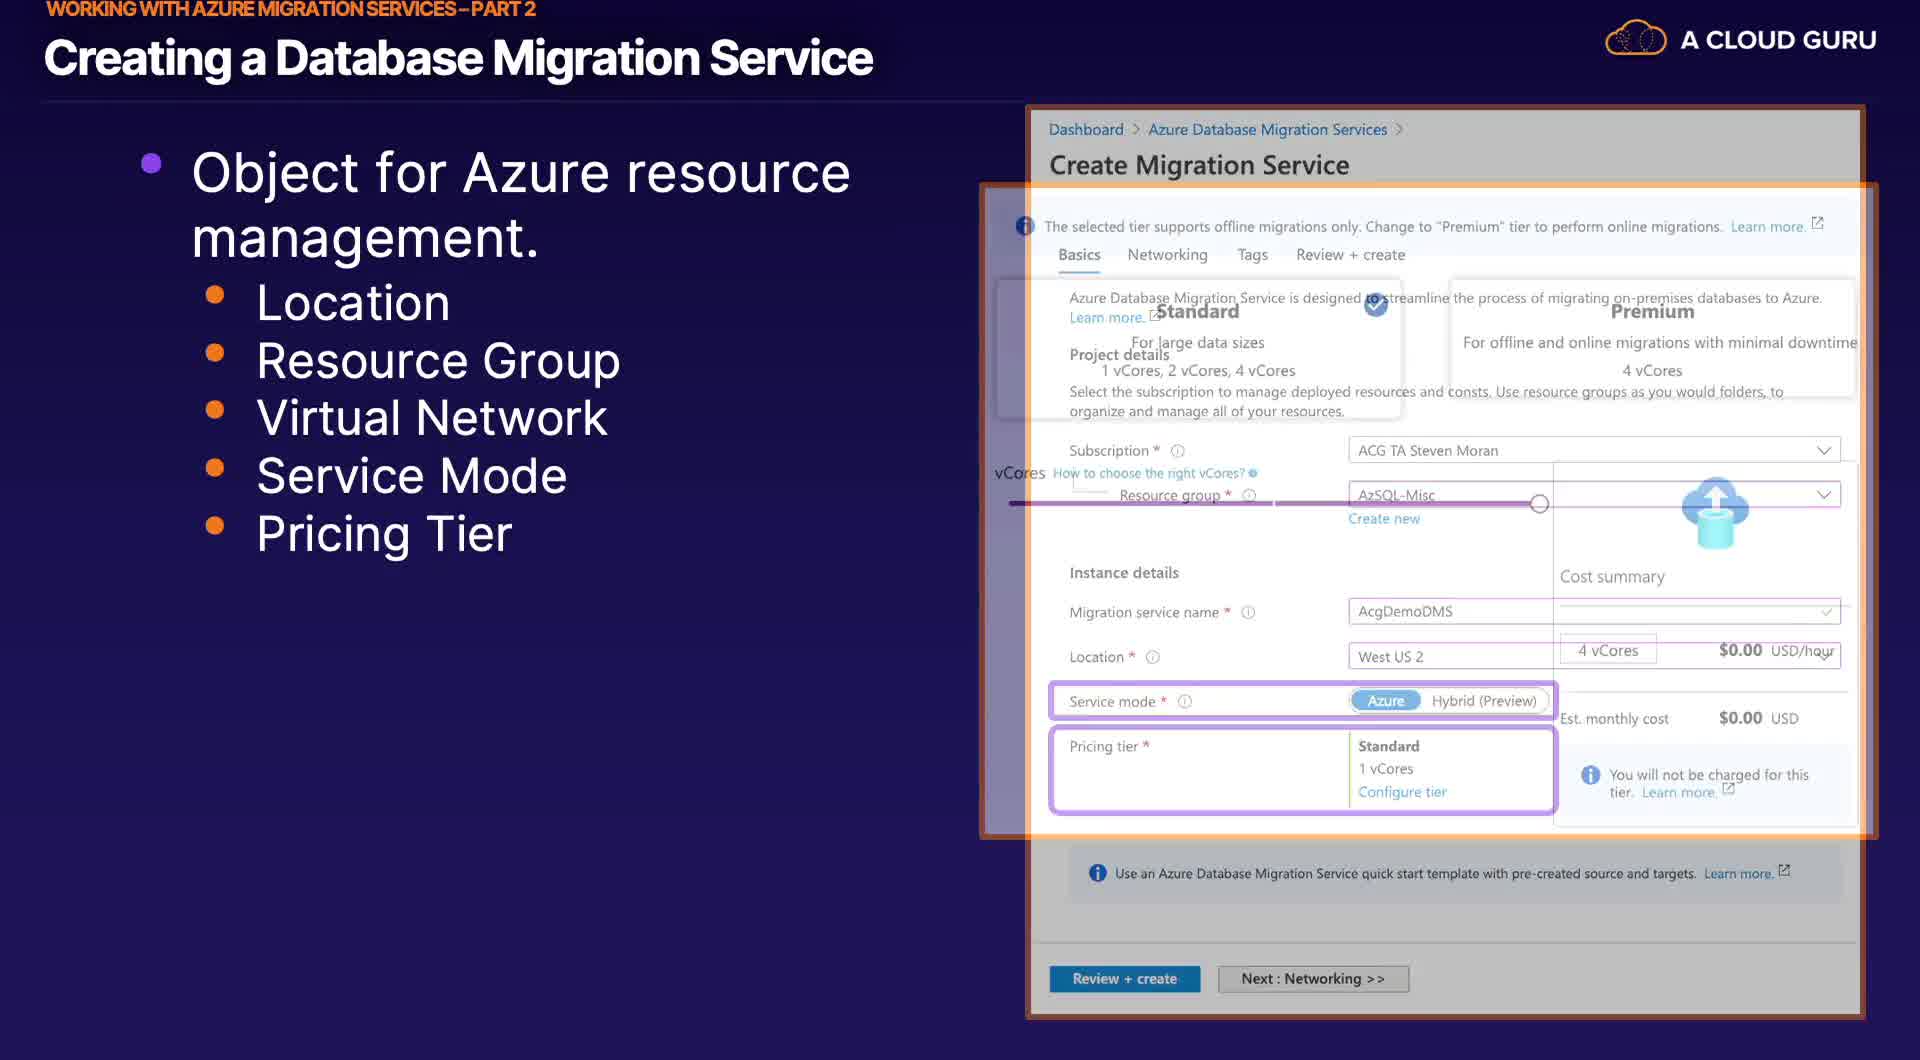 WORKING WITH AZURE MIGRATION SERVICES – PART 2
Creating a Database Migration Service
A CLOUD GURU
Object for Azure resource
management.
Location
Resource Group
Virtual Network
Service Mode
Pricing Tier
Dashboard > Azure Database Migration Services >
Create Migration Service
The selected tier supports offline migrations only. Change to "Premium" tier to perform online migrations. Learn more.
Basics Networking Tags Review + create
Azure Database Migration Service is designed to streamline the process of migrating on-premises databases to Azure.
Learn more.
Standard
For large data sizes
1 vCores, 2 vCores, 4 vCores
Premium
For offline and online migrations with minimal downtime
4 vCores
Project details
Select the subscription to manage deployed resources and consts. Use resource groups as you would folders, to
organize and manage all of your resources.
Subscription * ACG TA Steven Moran
vCores How to choose the right vCores?
Resource group * AzSQL-Misc
Create new
Instance details
Cost summary
Migration service name * AcgDemoDMS
Location * West US 2
4 vCores $0.00 USD/hour
Service mode * Azure Hybrid (Preview)
Est. monthly cost $0.00 USD
Pricing tier * Standard
1 vCores
Configure tier
You will not be charged for this
tier. Learn more.
Use an Azure Database Migration Service quick start template with pre-created source and targets. Learn more.
Review + create
Next : Networking >>